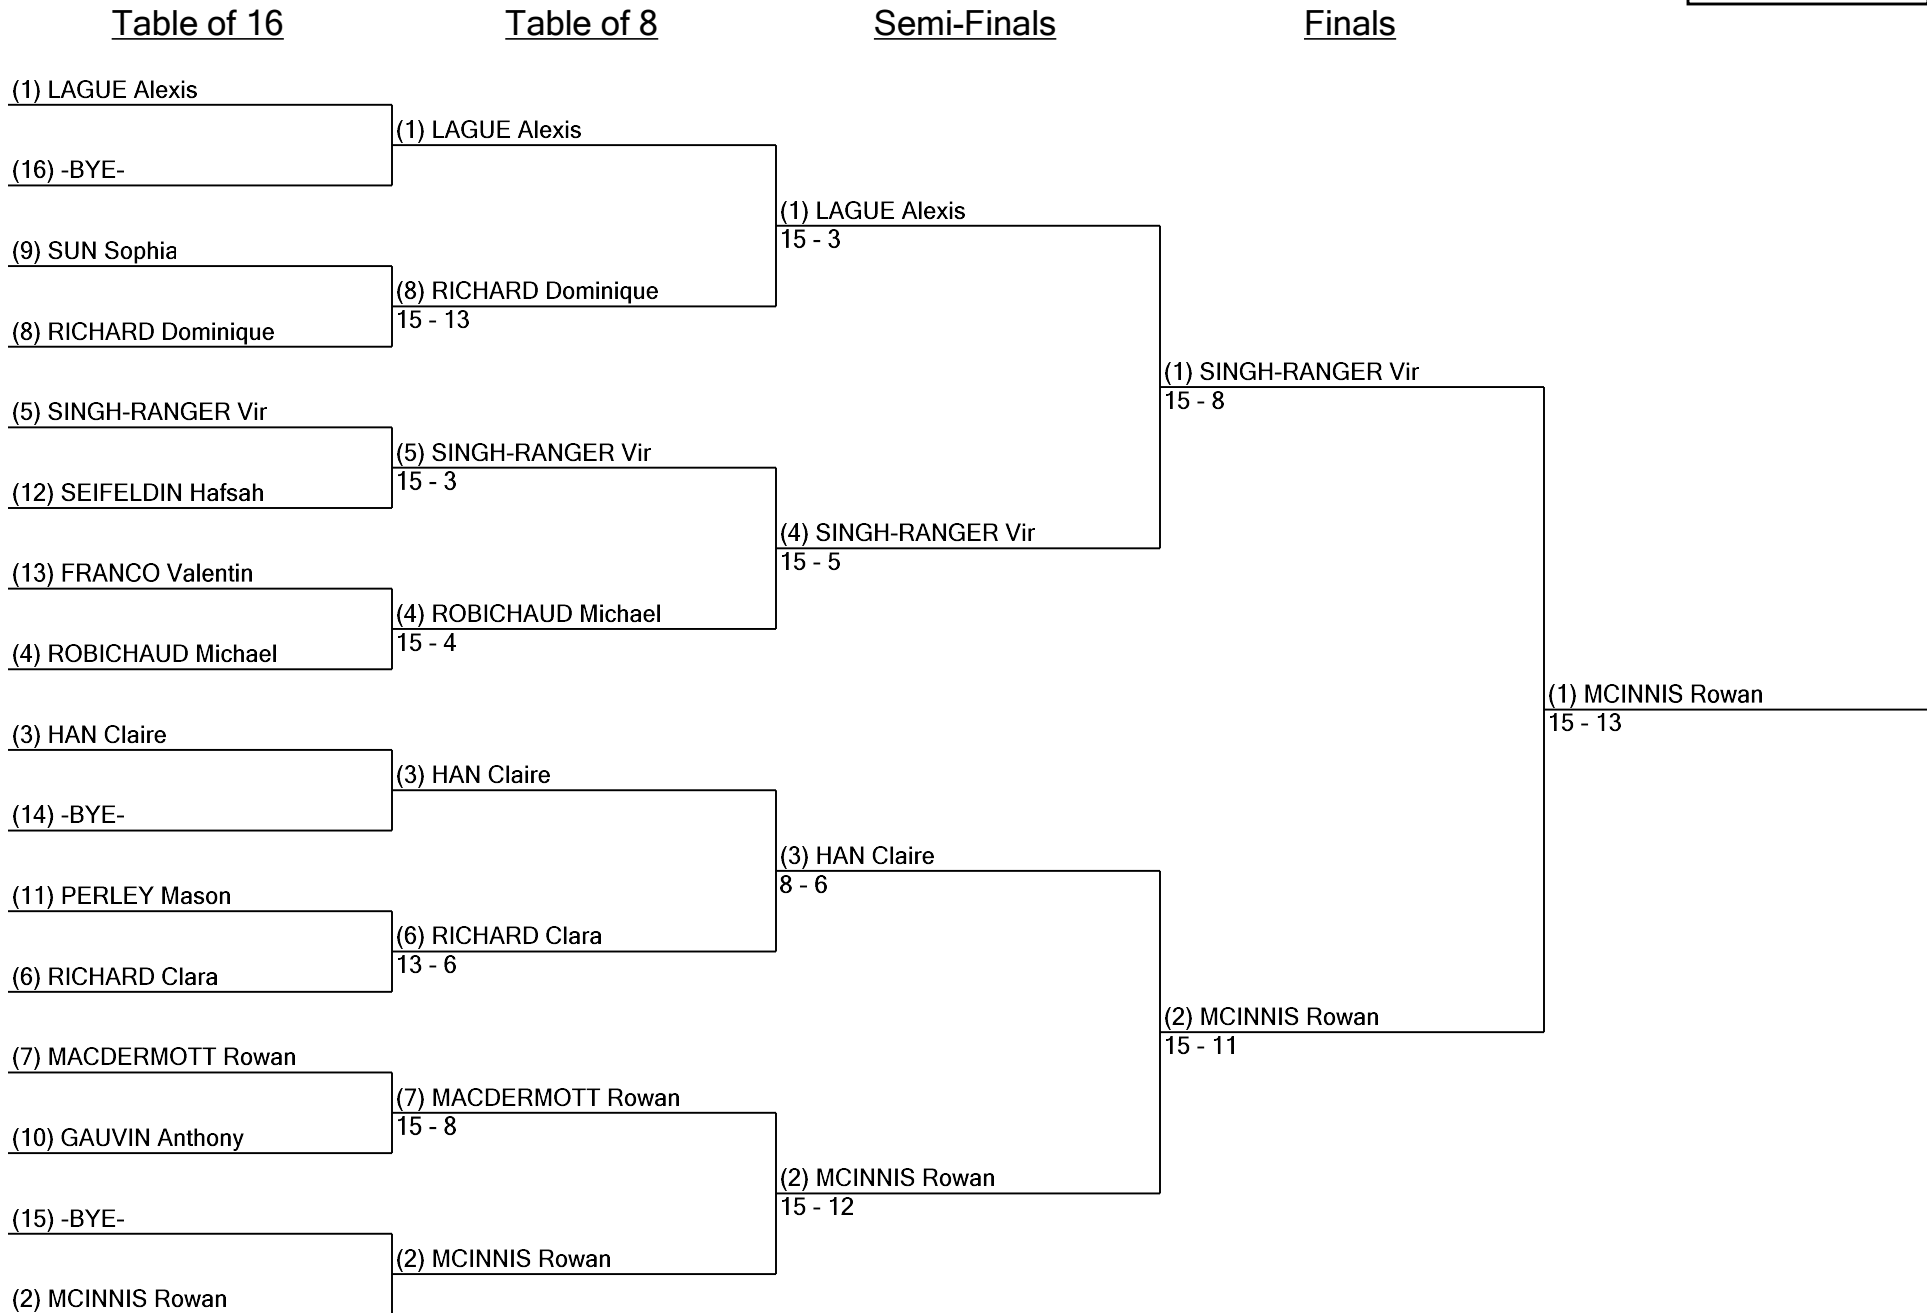 Table of 16
Table of 8
Semi-Finals
Finals
(1) LAGUE Alexis
(16) -BYE-
(9) SUN Sophia
(8) RICHARD Dominique
(5) SINGH-RANGER Vir
(12) SEIFELDIN Hafsah
(13) FRANCO Valentin
(4) ROBICHAUD Michael
(3) HAN Claire
(14) -BYE-
(11) PERLEY Mason
(6) RICHARD Clara
(7) MACDERMOTT Rowan
(10) GAUVIN Anthony
(15) -BYE-
(2) MCINNIS Rowan
(1) LAGUE Alexis
(8) RICHARD Dominique
15 - 13
(5) SINGH-RANGER Vir
15 - 3
(4) ROBICHAUD Michael
15 - 4
(3) HAN Claire
(6) RICHARD Clara
13 - 6
(7) MACDERMOTT Rowan
15 - 8
(2) MCINNIS Rowan
(1) LAGUE Alexis
15 - 3
(4) SINGH-RANGER Vir
15 - 5
(3) HAN Claire
8 - 6
(2) MCINNIS Rowan
15 - 12
(1) SINGH-RANGER Vir
15 - 8
(2) MCINNIS Rowan
15 - 11
(1) MCINNIS Rowan
15 - 13